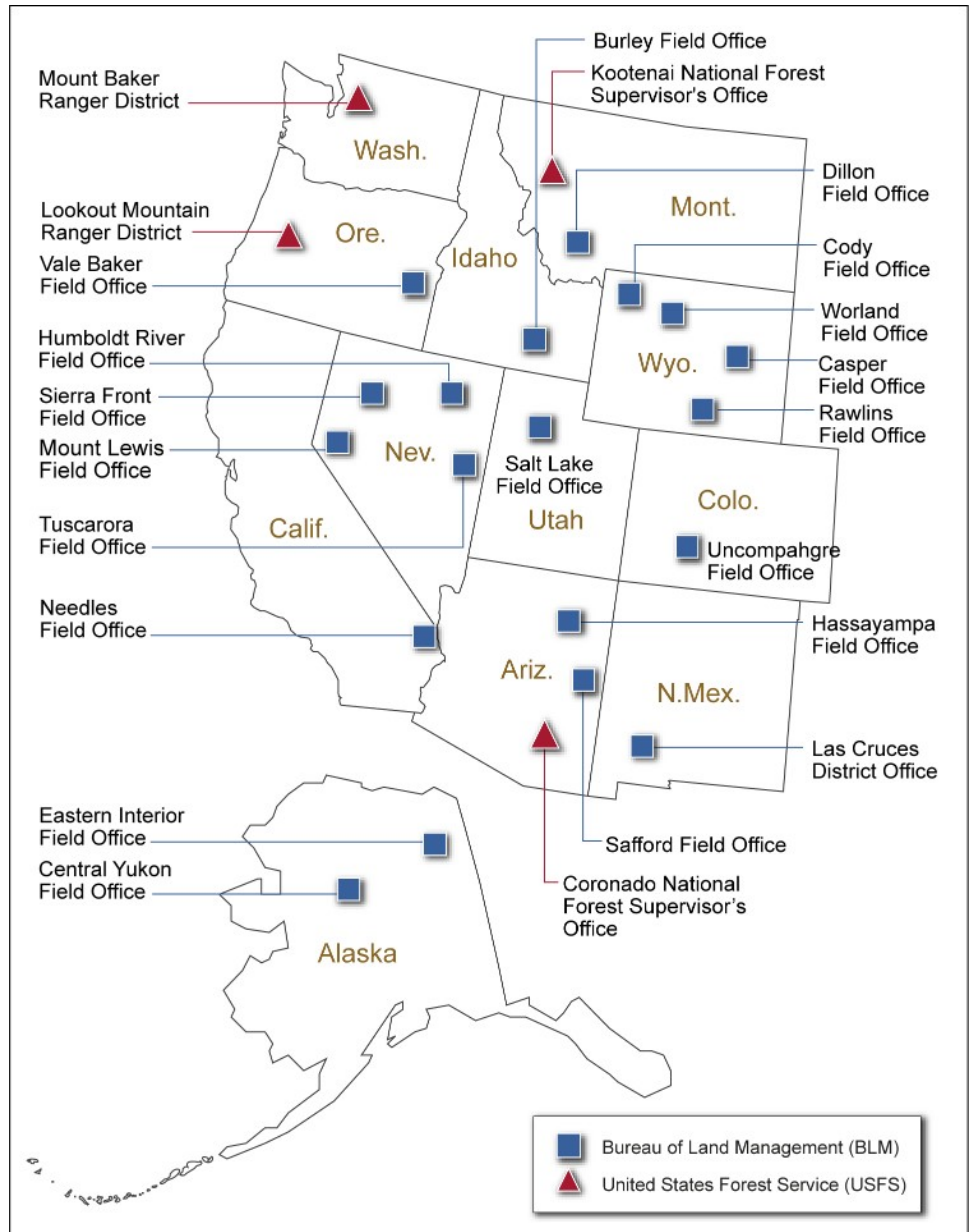 Burley Field Office
Mount Baker
Ranger District
Kootenai National Forest
Supervisor's Office
Wash.
Dillon
Field Office
Mont.
Lookout Mountain
Ranger District
Ore.
Idaho
Cody
Field Office
Vale Baker
Field Office
Worland
Field Office
Humboldt River
Field Office
Wyo.
Casper
Field Office
Sierra Front
Field Office
Rawlins
Field Office
Mount Lewis
Field Office
Nev.
Salt Lake
Field Office
Utah
Colo.
Calif.
Tuscarora
Field Office
Uncompahgre
Field Office
Needles
Field Office
Hassayampa
Field Office
Ariz.
N.Mex.
Las Cruces
District Office
Eastern Interior
Field Office
Safford Field Office
Central Yukon
Field Office
Coronado National
Forest Supervisor's
Office
Alaska
Bureau of Land Management (BLM)
United States Forest Service (USFS)